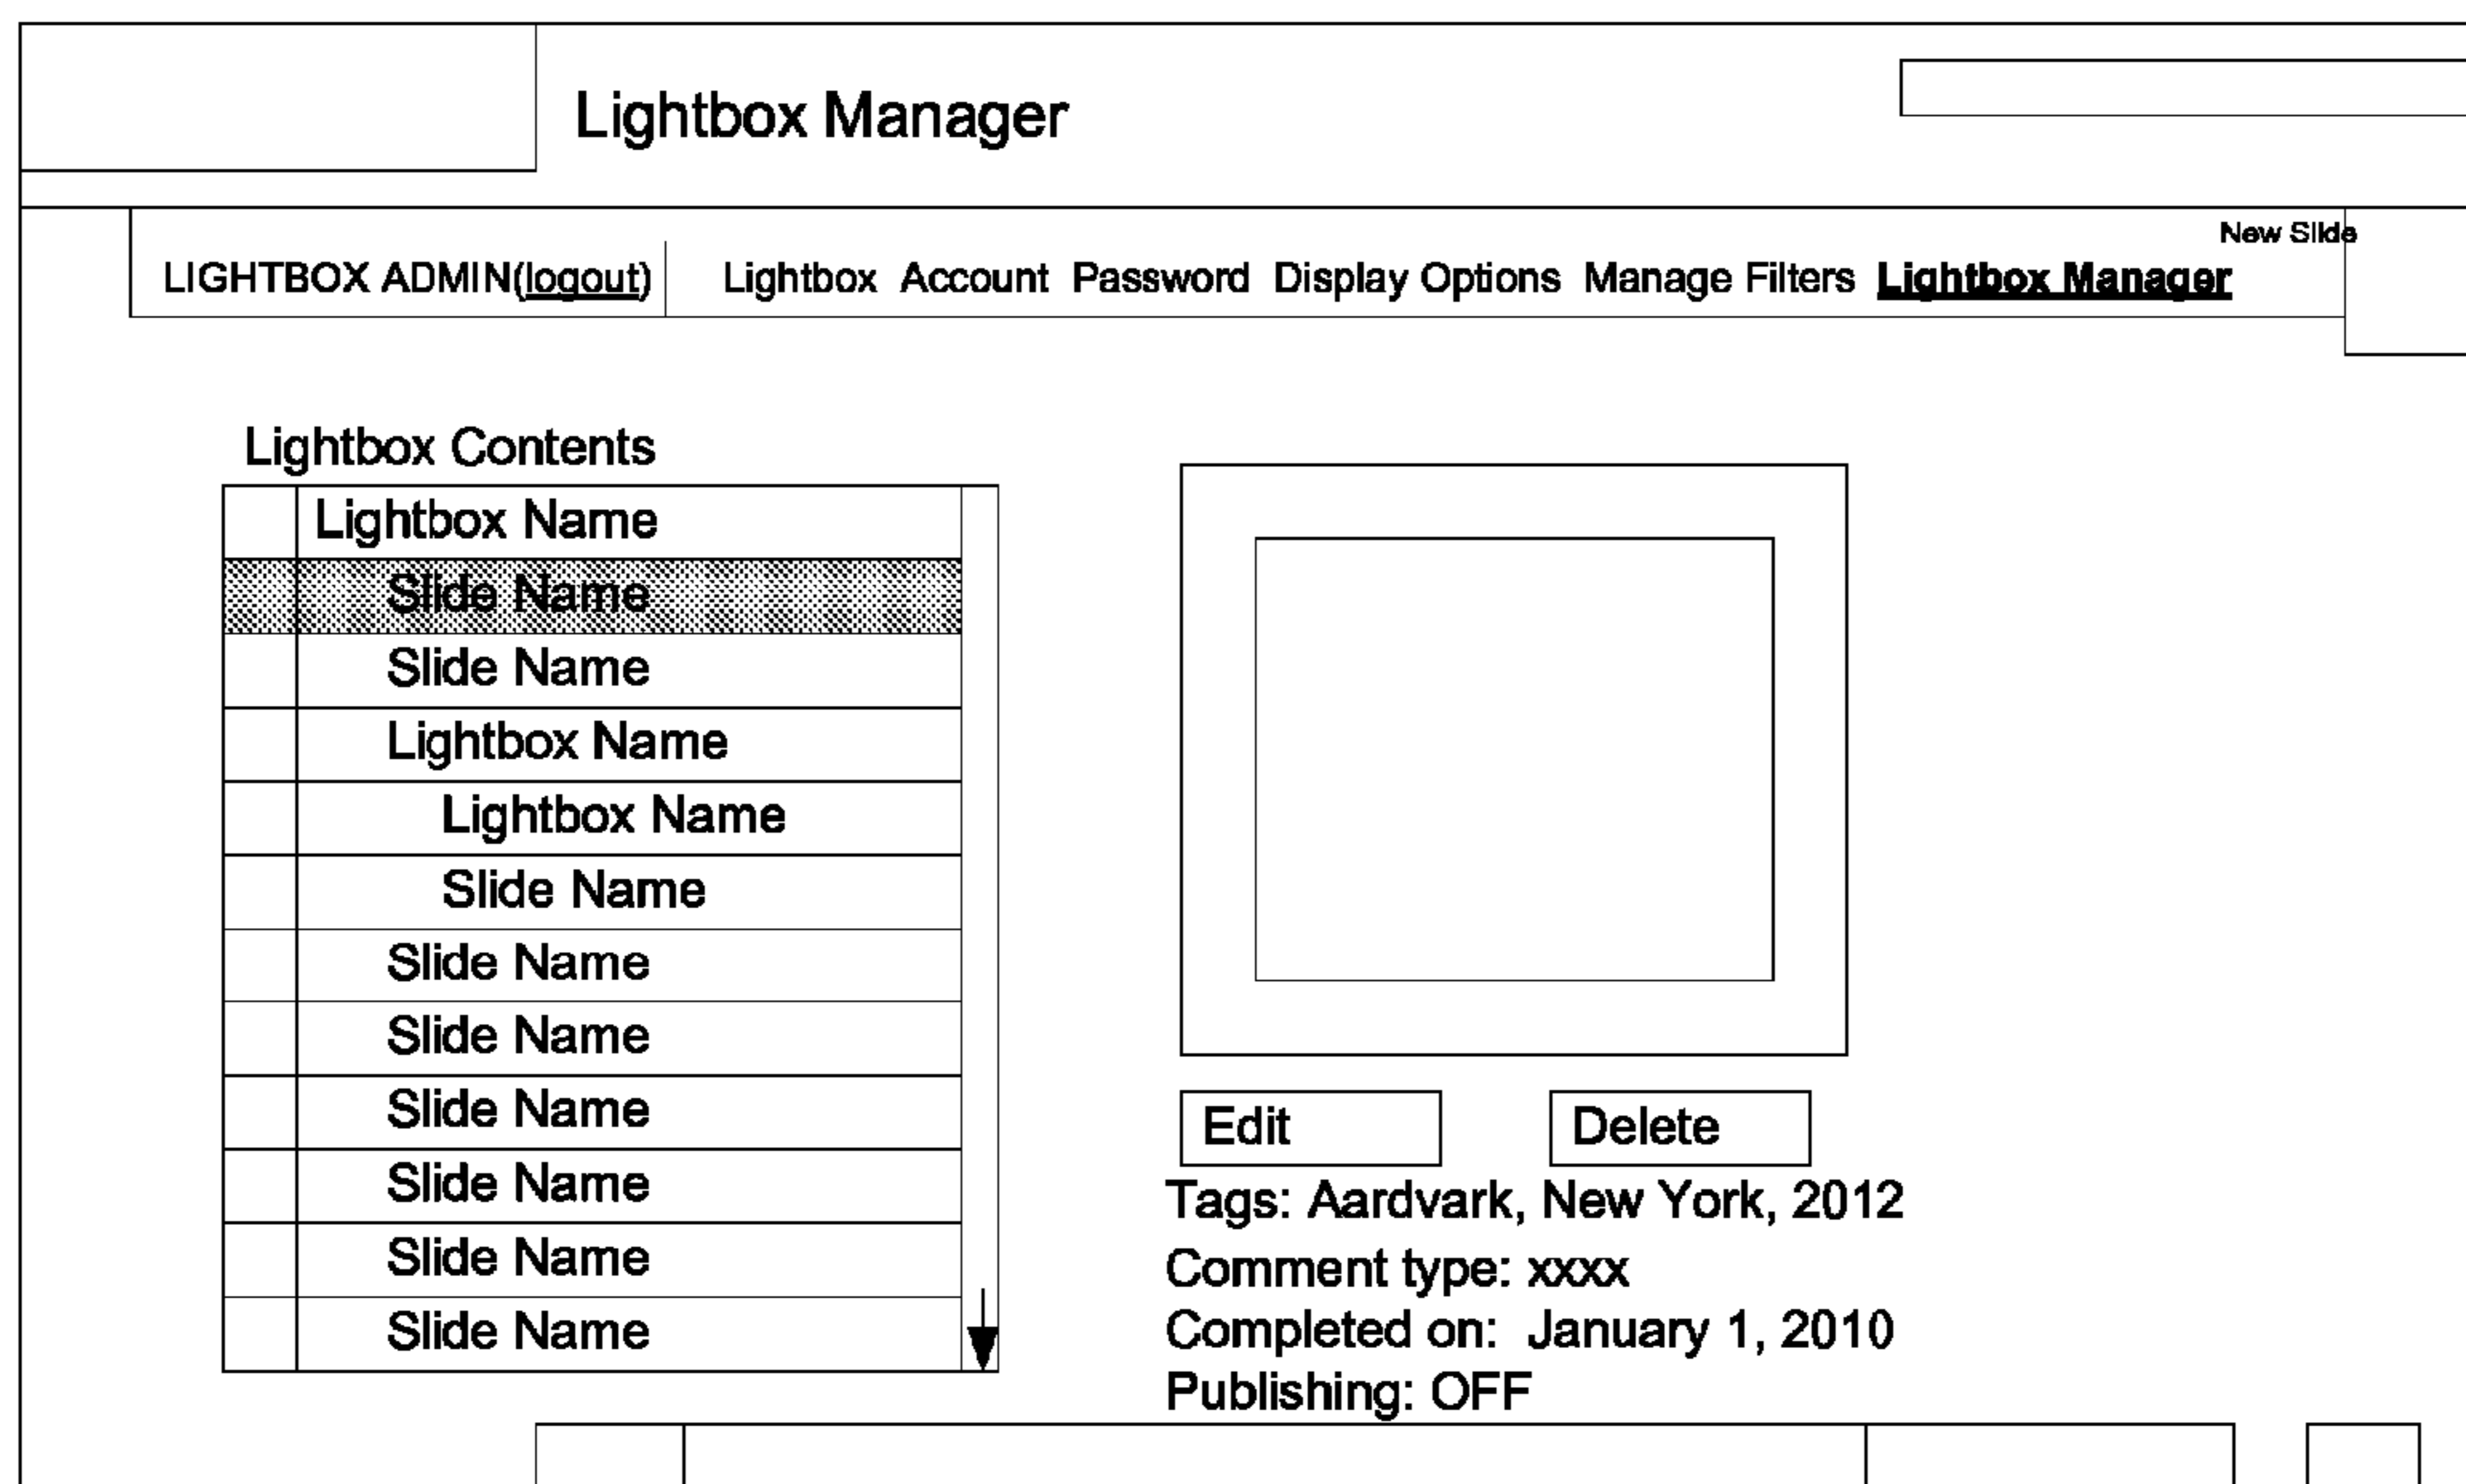 Lightbox Manager
New Slide
LIGHTBOX ADMIN(logout) Lightbox Account Password Display Options Manage Filters Lightbox Manager
Lightbox Contents
Lightbox Name
Slide Name
Slide Name
Lightbox Name
Lightbox Name
Slide Name
Slide Name
Slide Name
Slide Name
Slide Name
Slide Name
Slide Name
Edit
Delete
Tags: Aardvark, New York, 2012
Comment type: xxxx
Completed on: January 1, 2010
Publishing: OFF